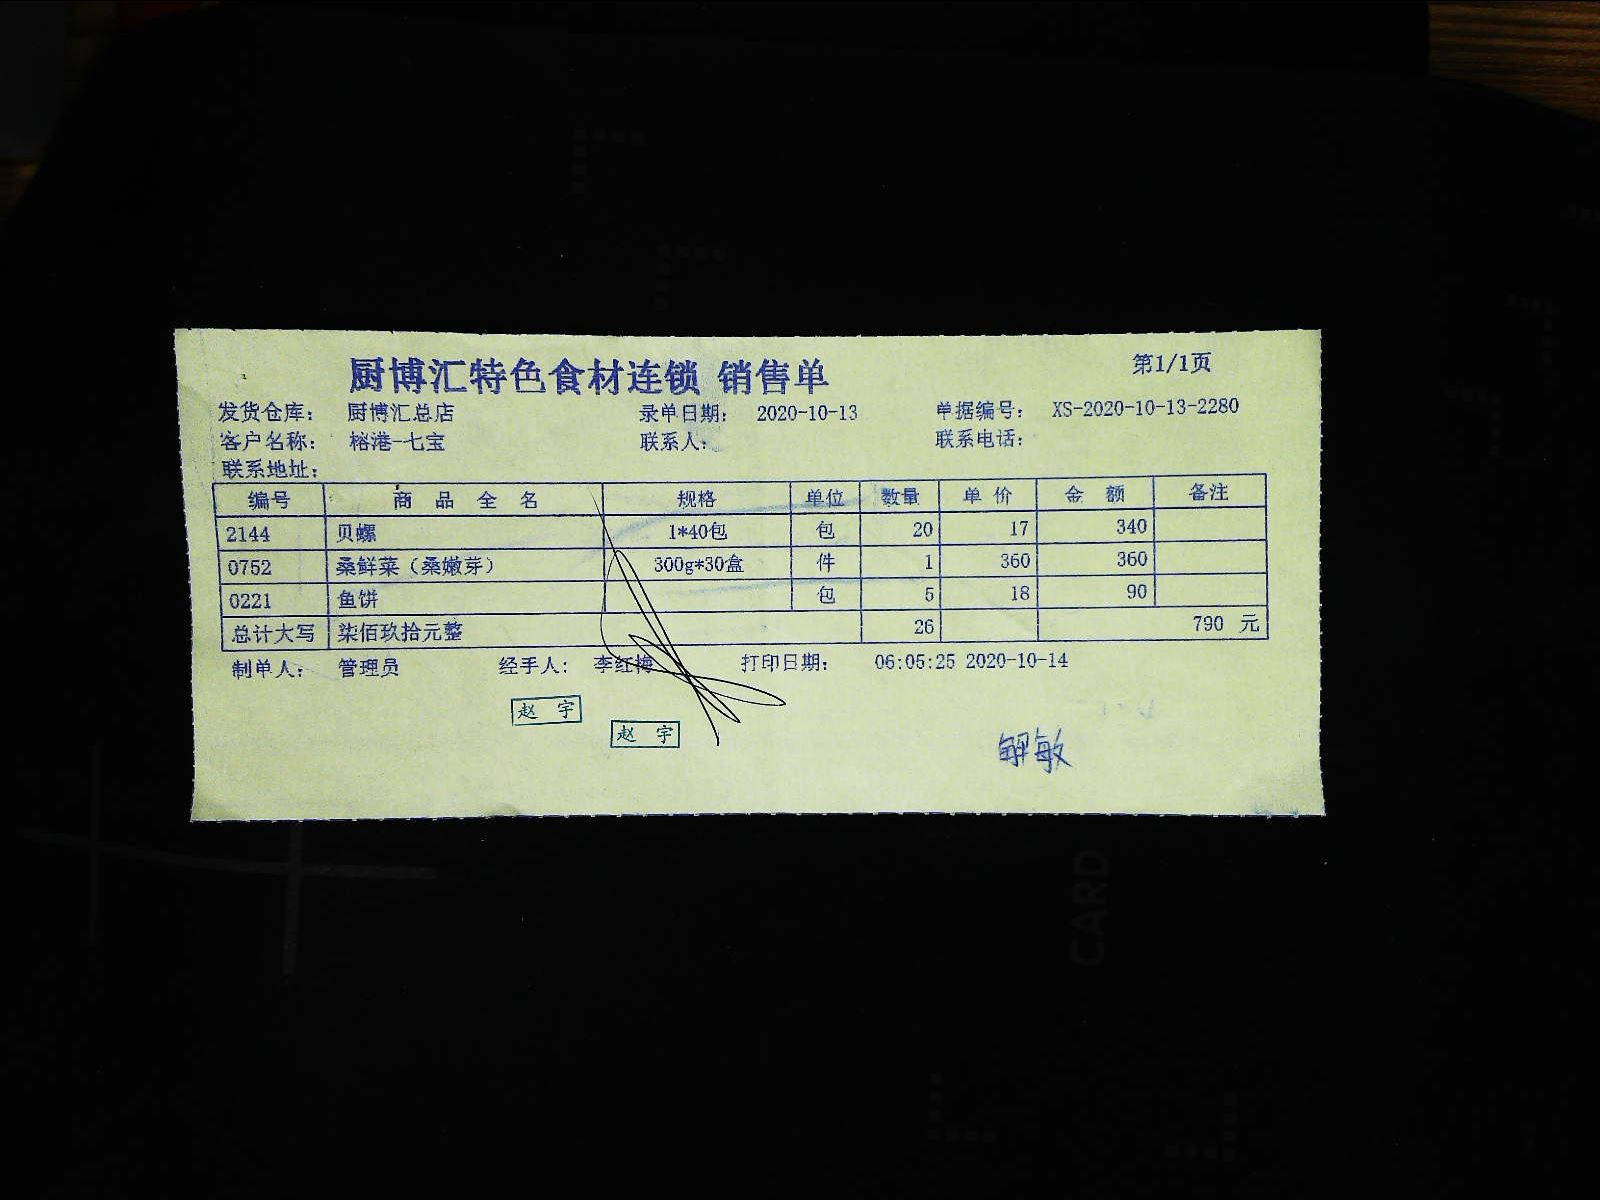 厨博汇特色食材连锁 销售单 第1/1页
发货仓库: 厨博汇总店 录单日期: 2020-10-13 单据编号: XS-2020-10-13-2280
客户名称: 榕港-七宝 联系人: 联系电话:
联系地址:
编号 商品全名 规格 单位 数量 单价 金额 备注
2144 贝螺 1*40包 包 20 17 340
0752 桑鲜菜（桑嫩芽） 300g*30盒 件 1 360 360
0221 鱼饼 包 5 18 90
总计大写 柒佰玖拾元整 26 790 元
制单人: 管理员 经手人: 李红梅 打印日期: 06:05:25 2020-10-14
赵 宇
赵 宇
解敏
CARD